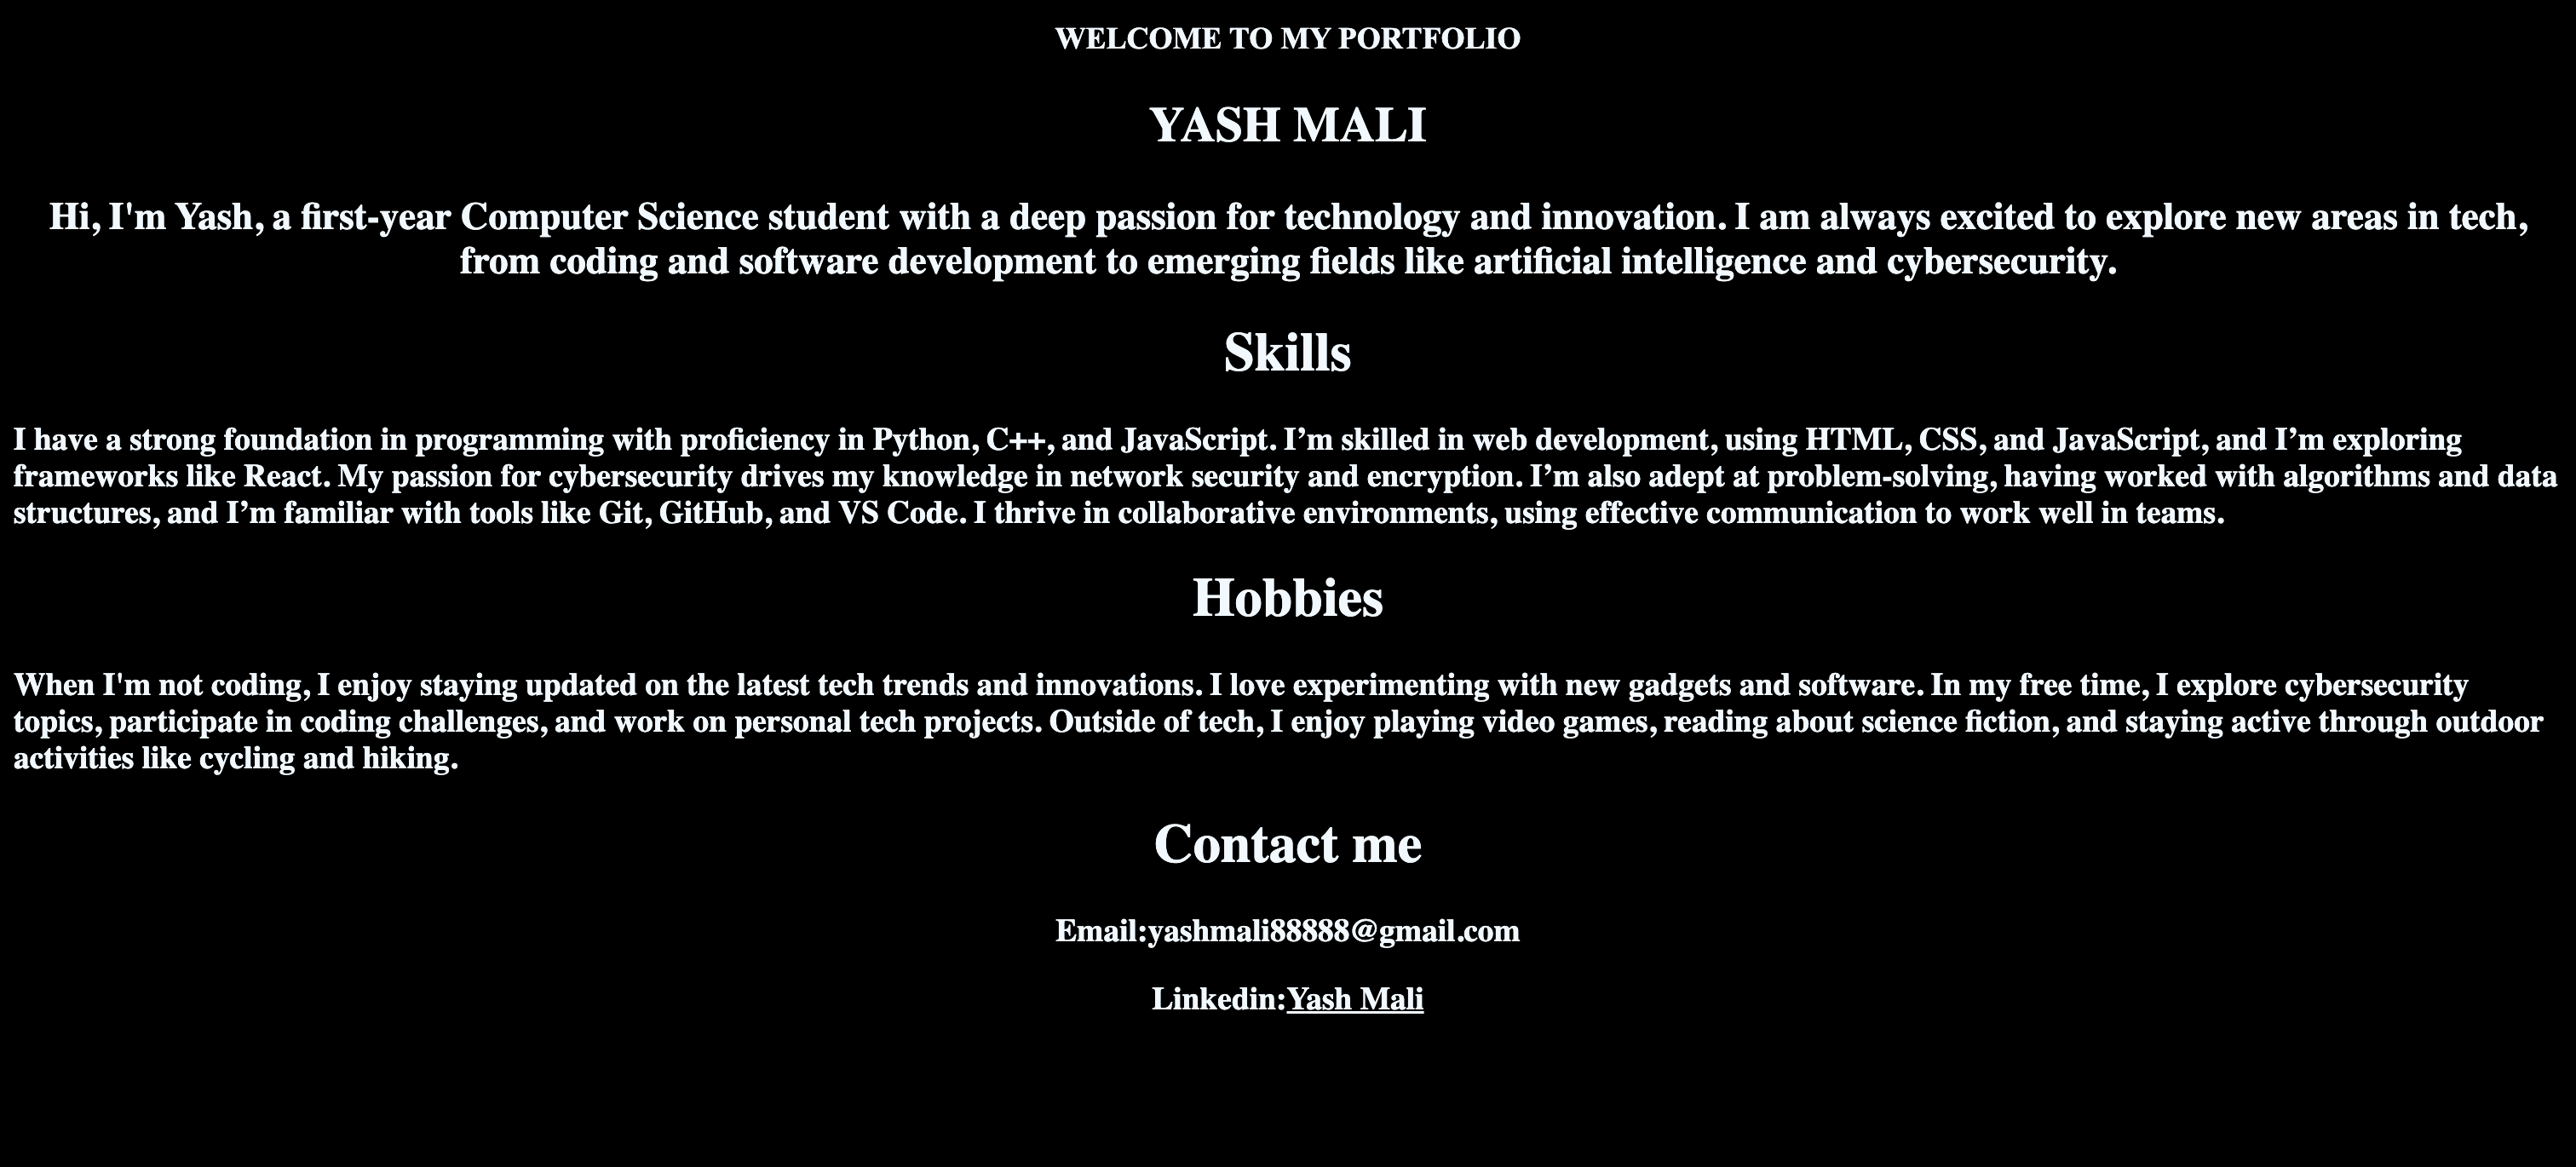 WELCOME TO MY PORTFOLIO
YASH MALI
Hi, I'm Yash, a first-year Computer Science student with a deep passion for technology and innovation. I am always excited to explore new areas in tech,
from coding and software development to emerging fields like artificial intelligence and cybersecurity.
Skills
I have a strong foundation in programming with proficiency in Python, C++, and JavaScript. I’m skilled in web development, using HTML, CSS, and JavaScript, and I’m exploring
frameworks like React. My passion for cybersecurity drives my knowledge in network security and encryption. I’m also adept at problem-solving, having worked with algorithms and data
structures, and I’m familiar with tools like Git, GitHub, and VS Code. I thrive in collaborative environments, using effective communication to work well in teams.
Hobbies
When I'm not coding, I enjoy staying updated on the latest tech trends and innovations. I love experimenting with new gadgets and software. In my free time, I explore cybersecurity
topics, participate in coding challenges, and work on personal tech projects. Outside of tech, I enjoy playing video games, reading about science fiction, and staying active through outdoor
activities like cycling and hiking.
Contact me
Email:yashmali88888@gmail.com
Linkedin:Yash Mali